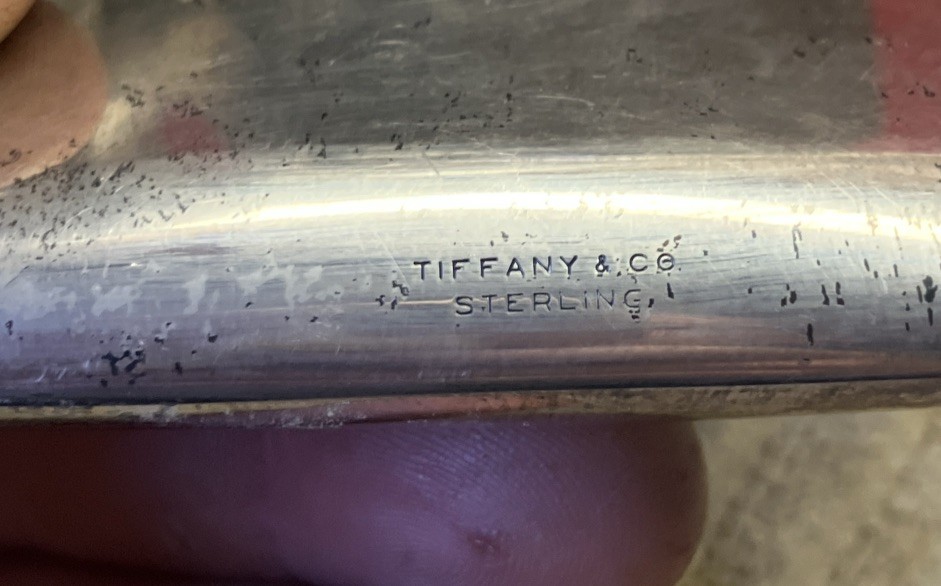 TIFFANY & Co.
STERLING